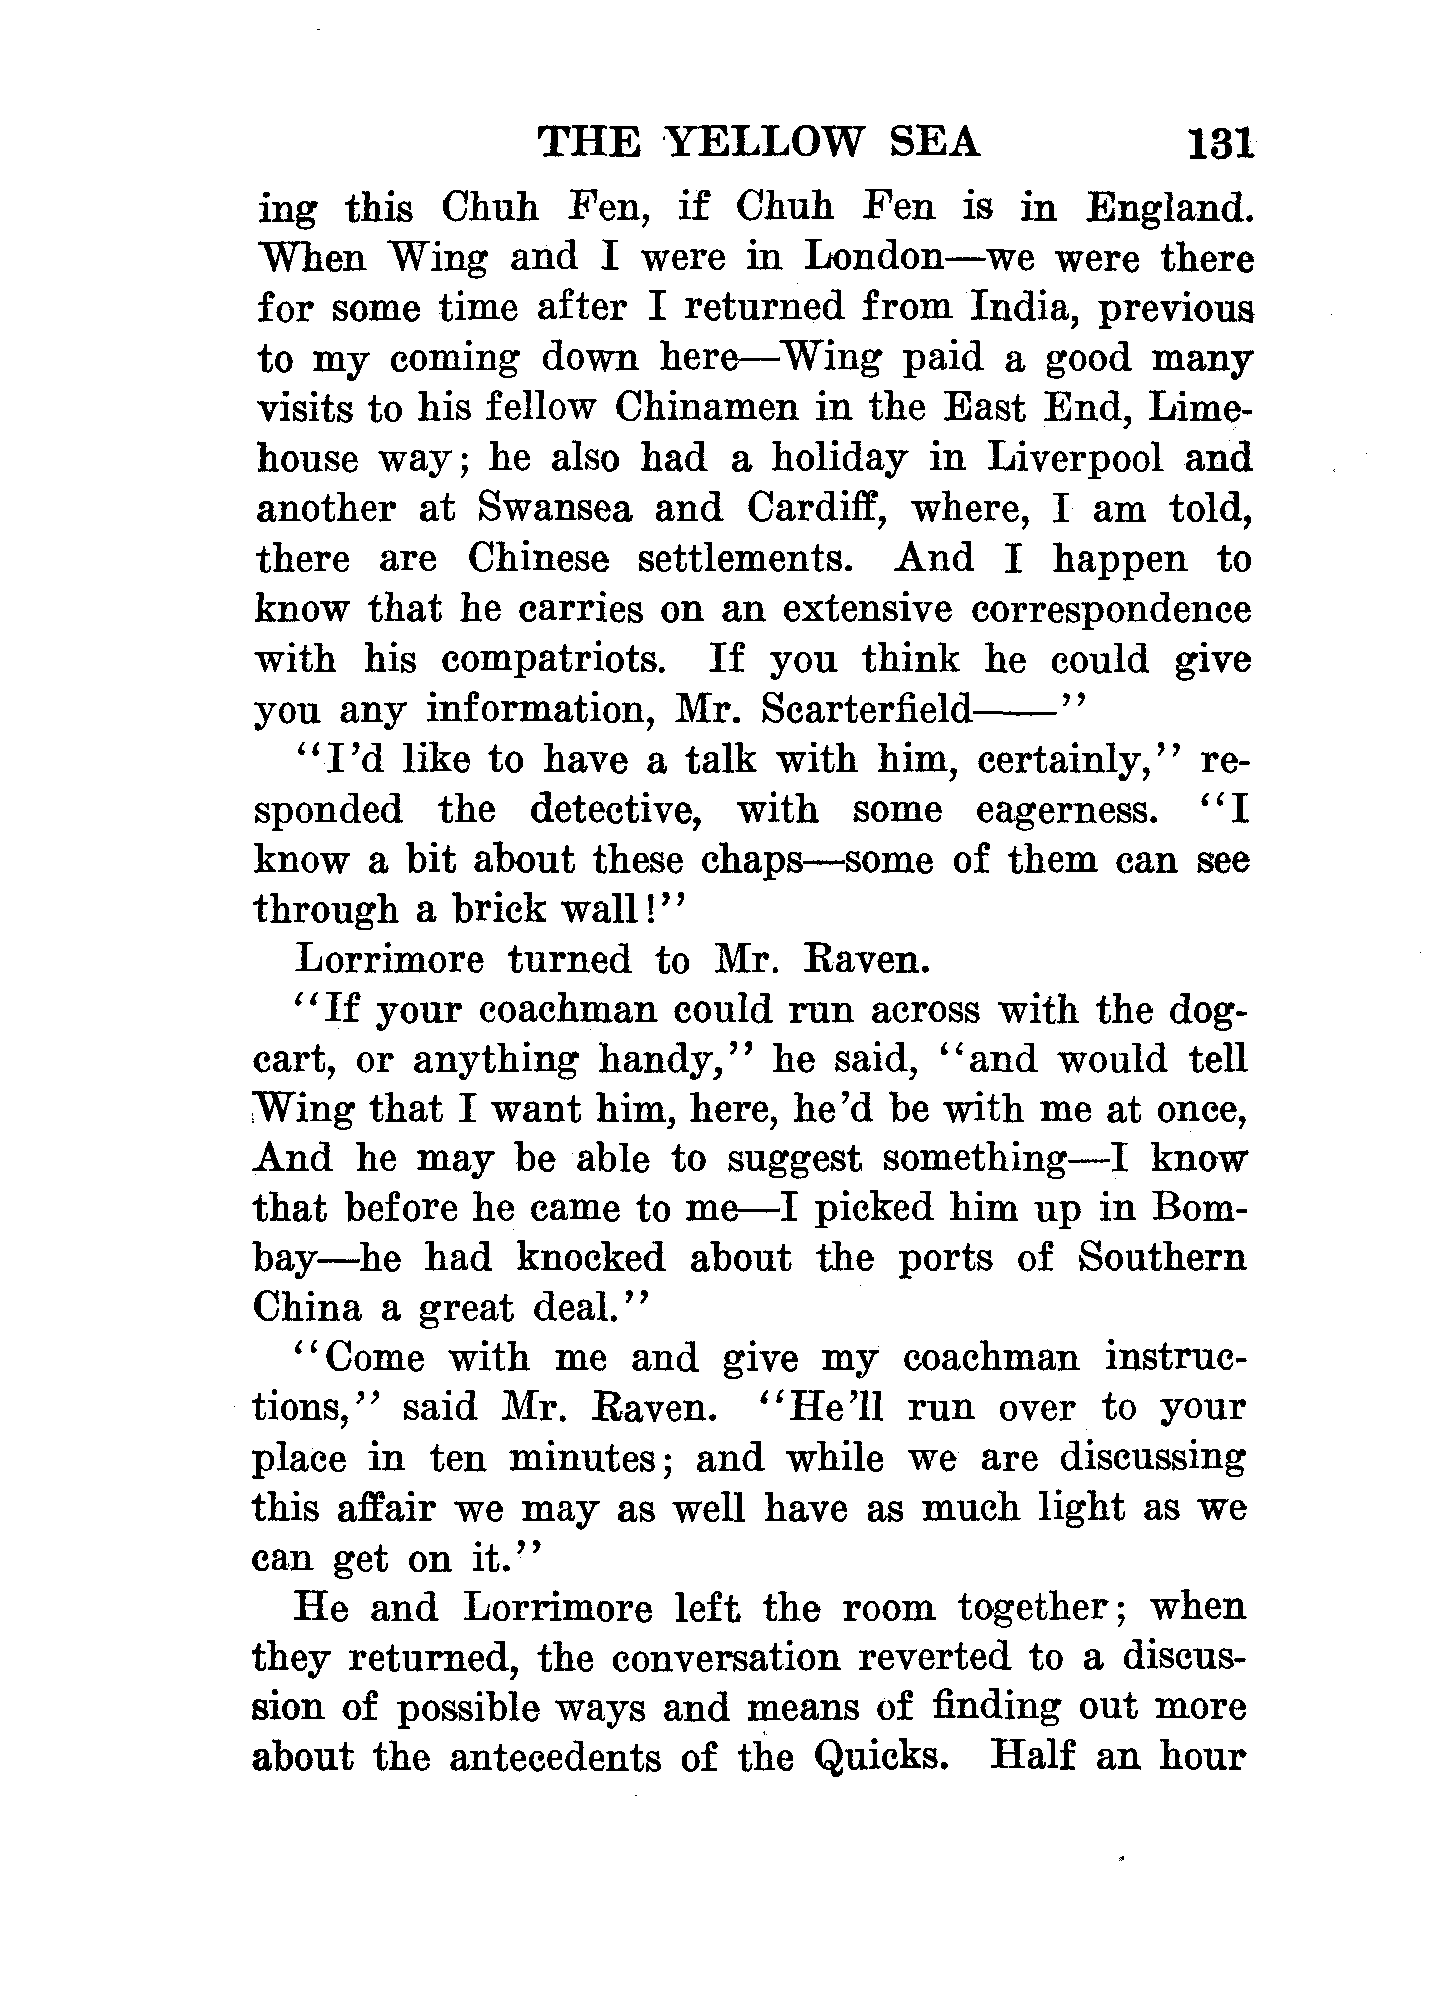 THE YELLOW SEA 131
ing this Chuh Fen, if Chuh Fen is in England.
When Wing and I were in London—we were there
for some time after I returned from India, previous
to my coming down here—Wing paid a good many
visits to his fellow Chinamen in the East End, Lime-
house way; he also had a holiday in Liverpool and
another at Swansea and Cardiff, where, I am told,
there are Chinese settlements. And I happen to
know that he carries on an extensive correspondence
with his compatriots. If you think he could give
you any information, Mr. Scarterfield——”
“I’d like to have a talk with him, certainly,” re-
sponded the detective, with some eagerness. “I
know a bit about these chaps—some of them can see
through a brick wall!”
Lorrimore turned to Mr. Raven.
“If your coachman could run across with the dog-
cart, or anything handy,” he said, “and would tell
Wing that I want him, here, he’d be with me at once,
And he may be able to suggest something—I know
that before he came to me—I picked him up in Bom-
bay—he had knocked about the ports of Southern
China a great deal.”
“Come with me and give my coachman instruc-
tions,” said Mr. Raven. “He’ll run over to your
place in ten minutes; and while we are discussing
this affair we may as well have as much light as we
can get on it.”
He and Lorrimore left the room together; when
they returned, the conversation reverted to a discus-
sion of possible ways and means of finding out more
about the antecedents of the Quicks. Half an hour